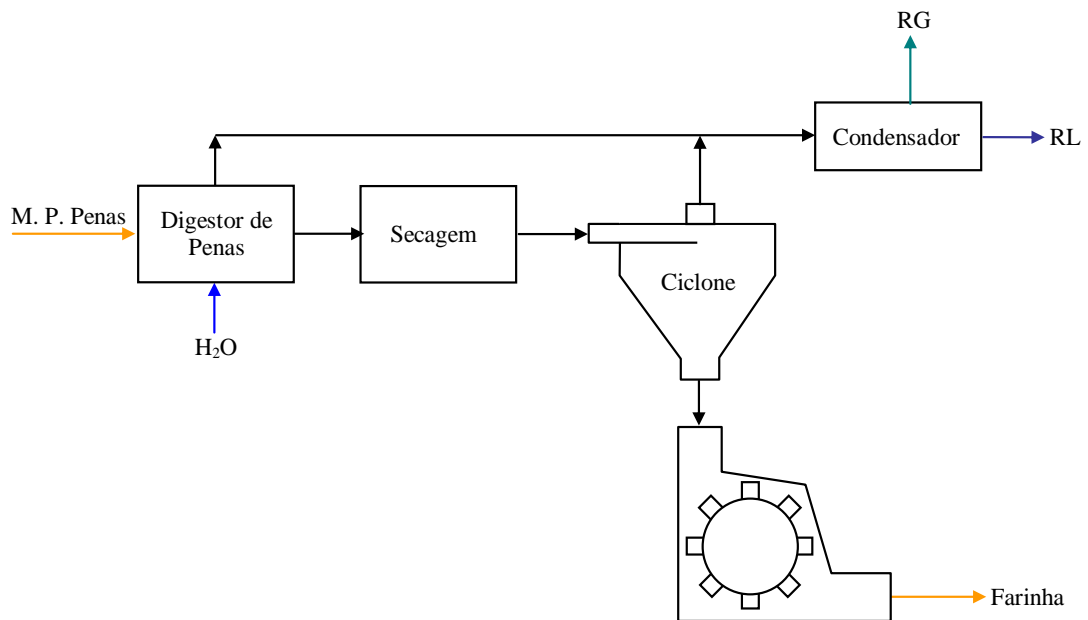 RG
Condensador
RL
M. P. Penas
Digestor de
Penas
Secagem
Ciclone
H₂O
Farinha